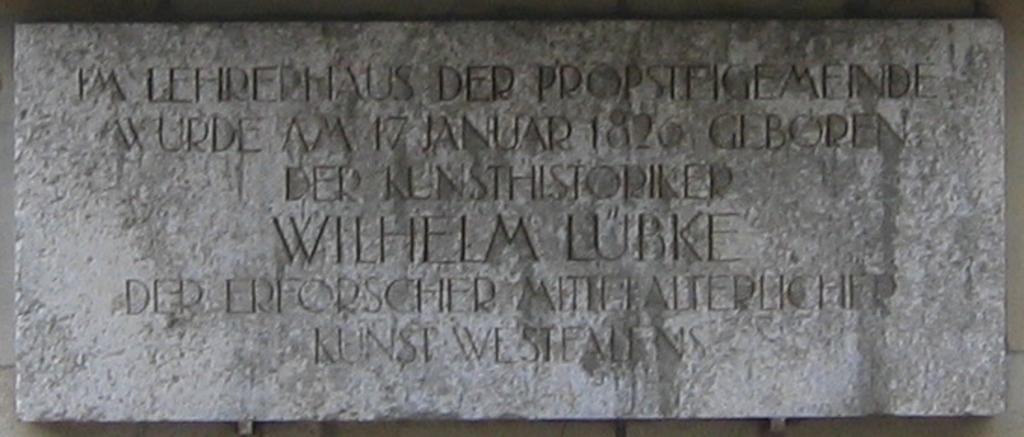 IM LEHRERHAUS DER PROPSTEIGEMEINDE
WURDE AM 17 JANUAR 1826 GEBOREN
DER KUNSTHISTORIKER
WILHELM LÜBKE
DER ERFORSCHER MITTELALTERLICHER
KUNST WESTFALENS